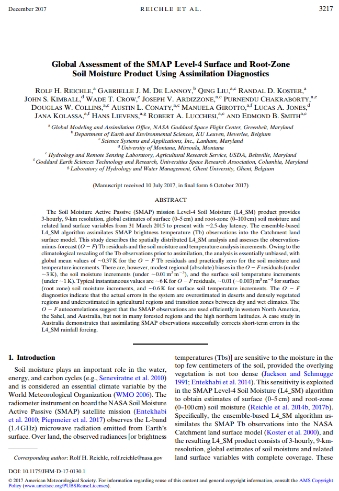 DECEMBER 2017
REICHLE ET AL.
3217
Global Assessment of the SMAP Level-4 Surface and Root-Zone
Soil Moisture Product Using Assimilation Diagnostics
ROLF H. REICHLE,a GABRIELLE J. M. DE LANNOY,b QING LIU,a,c RANDAL D. KOSTER,a
JOHN S. KIMBALL,d WADE T. CROW,e JOSEPH V. ARDIZZONE,a,c PURNENDU CHAKRABORTY,a,c
DOUGLAS W. COLLINS,a,c AUSTIN L. CONATY,a,c MANUELA GIROTTO,a,f LUCAS A. JONES,d
JANA KOLASSA,a,f HANS LIEVENS,a,g ROBERT A. LUCCHESI,a,c AND EDMOND B. SMITH a,c
a Global Modeling and Assimilation Office, NASA Goddard Space Flight Center, Greenbelt, Maryland
b Department of Earth and Environmental Sciences, KU Leuven, Heverlee, Belgium
c Science Systems and Applications, Inc., Lanham, Maryland
d University of Montana, Missoula, Montana
e Hydrology and Remote Sensing Laboratory, Agricultural Research Service, USDA, Beltsville, Maryland
f Goddard Earth Sciences Technology and Research, Universities Space Research Association, Columbia, Maryland
g Laboratory of Hydrology and Water Management, Ghent University, Ghent, Belgium
(Manuscript received 10 July 2017, in final form 6 October 2017)
ABSTRACT
The Soil Moisture Active Passive (SMAP) mission Level-4 Soil Moisture (L4_SM) product provides
3-hourly, 9-km resolution, global estimates of surface (0–5 cm) and root-zone (0–100 cm) soil moisture and
related land surface variables from 31 March 2015 to present with ~2.5-day latency. The ensemble-based
L4_SM algorithm assimilates SMAP brightness temperature (Tb) observations into the Catchment land
surface model. This study describes the spatially distributed L4_SM analysis and assesses the observation-
minus-forecast (O − F) Tb residuals and the soil moisture and temperature analysis increments. Owing to the
climatological rescaling of the Tb observations prior to assimilation, the analysis is essentially unbiased, with
global mean values of ~0.37 K for the O − F Tb residuals and practically zero for the soil moisture and
temperature increments. There are, however, modest regional (absolute) biases in the O − F residuals (under
~3 K), the soil moisture increments (under ~0.01 m3 m−3), and the surface soil temperature increments
(under ~1 K). Typical instantaneous values are ~6 K for O − F residuals, ~0.01 (~0.003) m3 m−3 for surface
(root zone) soil moisture increments, and ~0.6 K for surface soil temperature increments. The O − F
diagnostics indicate that the actual errors in the system are overestimated in deserts and densely vegetated
regions and underestimated in agricultural regions and transition zones between dry and wet climates. The
O − F autocorrelations suggest that the SMAP observations are used efficiently in western North America,
the Sahel, and Australia, but not in many forested regions and the high northern latitudes. A case study in
Australia demonstrates that assimilating SMAP observations successfully corrects short-term errors in the
L4_SM rainfall forcing.
1. Introduction
Soil moisture plays an important role in the water,
energy, and carbon cycles (e.g., Seneviratne et al. 2010)
and is considered an essential climate variable by the
World Meteorological Organization (WMO 2006). The
radiometer instrument on board the NASA Soil Moisture
Active Passive (SMAP) satellite mission (Entekhabi
et al. 2010; Piepmeier et al. 2017) observes the L-band
(1.4 GHz) microwave radiation emitted from Earth's
surface. Over land, the observed radiances [or brightness
Corresponding author: Rolf H. Reichle, rolf.reichle@nasa.gov
temperatures (Tbs)] are sensitive to the moisture in the
top few centimeters of the soil, provided the overlying
vegetation is not too dense (Jackson and Schmugge
1991; Entekhabi et al. 2014). This sensitivity is exploited
in the SMAP Level-4 Soil Moisture (L4_SM) algorithm
to obtain estimates of surface (0–5 cm) and root-zone
(0–100 cm) soil moisture (Reichle et al. 2014b, 2017b).
Specifically, the ensemble-based L4_SM algorithm as-
similates the SMAP Tb observations into the NASA
Catchment land surface model (Koster et al. 2000), and
the resulting L4_SM product consists of 3-hourly, 9-km-
resolution, global estimates of soil moisture and related
land surface variables with complete coverage. These
DOI: 10.1175/JHM-D-17-0130.1
© 2017 American Meteorological Society. For information regarding reuse of this content and general copyright information, consult the AMS Copyright
Policy (www.ametsoc.org/PUBSReuseLicenses).